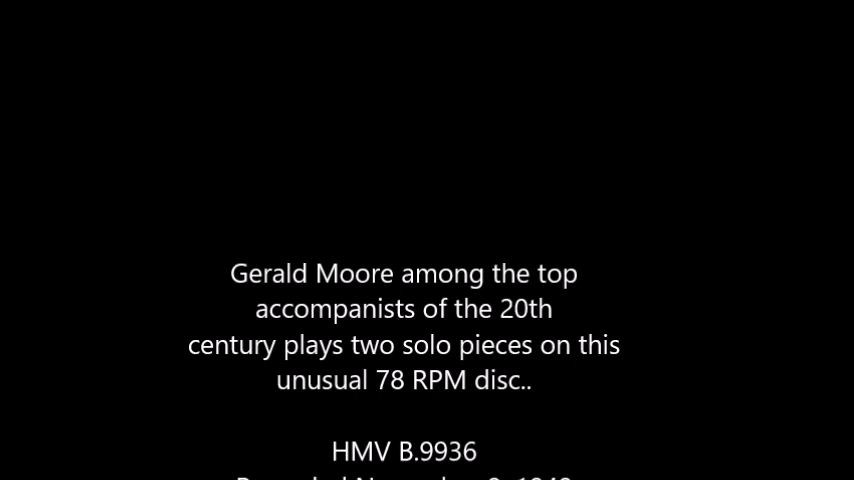 Gerald Moore among the top
accompanists of the 20th
century plays two solo pieces on this
unusual 78 RPM disc..
HMV B.9936